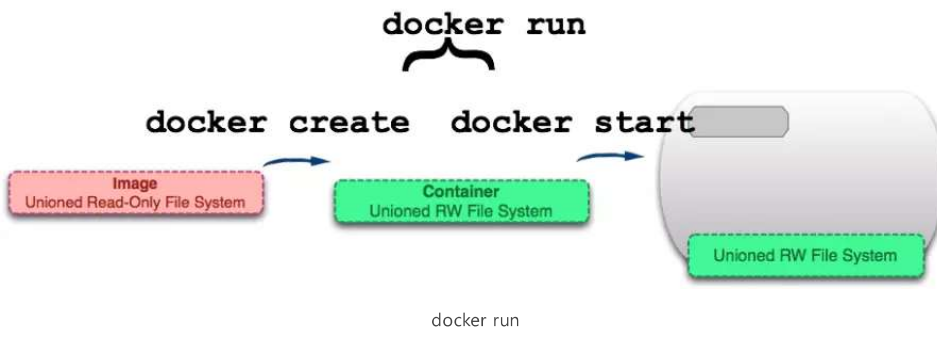 docker run
docker create docker start
Image
Unioned Read-Only File System
Container
Unioned RW File System
Unioned RW File System
docker run